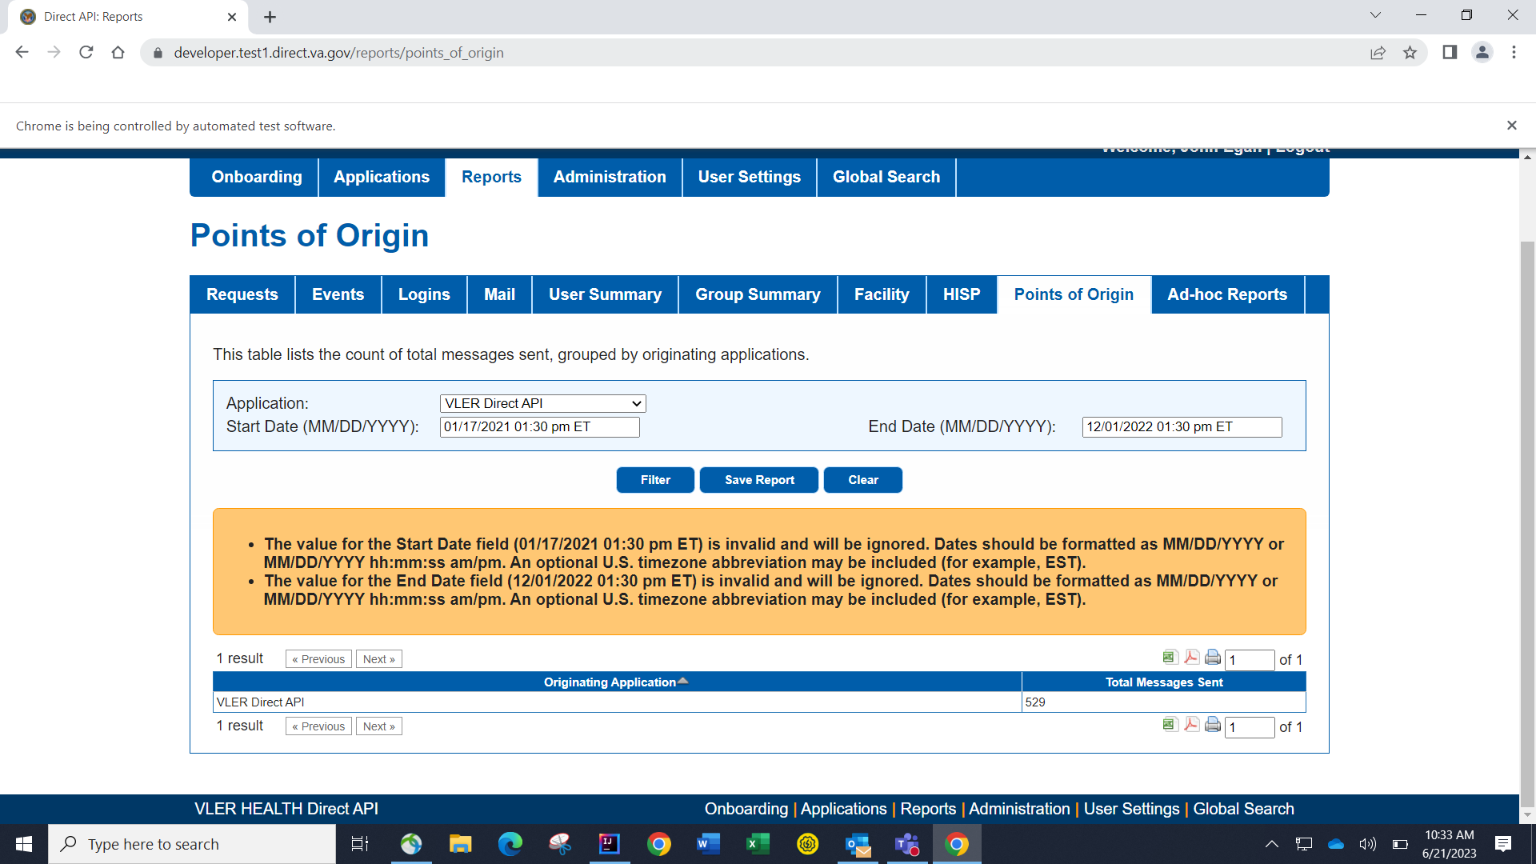 Direct API: Reports
developer.test1.direct.va.gov/reports/points_of_origin
Chrome is being controlled by automated test software.
Welcome, John Egan | Logout
Onboarding Applications Reports Administration User Settings Global Search
Points of Origin
Requests Events Logins Mail User Summary Group Summary Facility HISP Points of Origin Ad-hoc Reports
This table lists the count of total messages sent, grouped by originating applications.
Application: VLER Direct API
Start Date (MM/DD/YYYY): 01/17/2021 01:30 pm ET End Date (MM/DD/YYYY): 12/01/2022 01:30 pm ET
Filter Save Report Clear
• The value for the Start Date field (01/17/2021 01:30 pm ET) is invalid and will be ignored. Dates should be formatted as MM/DD/YYYY or
MM/DD/YYYY hh:mm:ss am/pm. An optional U.S. timezone abbreviation may be included (for example, EST).
• The value for the End Date field (12/01/2022 01:30 pm ET) is invalid and will be ignored. Dates should be formatted as MM/DD/YYYY or
MM/DD/YYYY hh:mm:ss am/pm. An optional U.S. timezone abbreviation may be included (for example, EST).
1 result « Previous Next » 1 of 1
Originating Application Total Messages Sent
VLER Direct API 529
1 result « Previous Next » 1 of 1
VLER HEALTH Direct API Onboarding | Applications | Reports | Administration | User Settings | Global Search
Type here to search
10:33 AM
6/21/2023